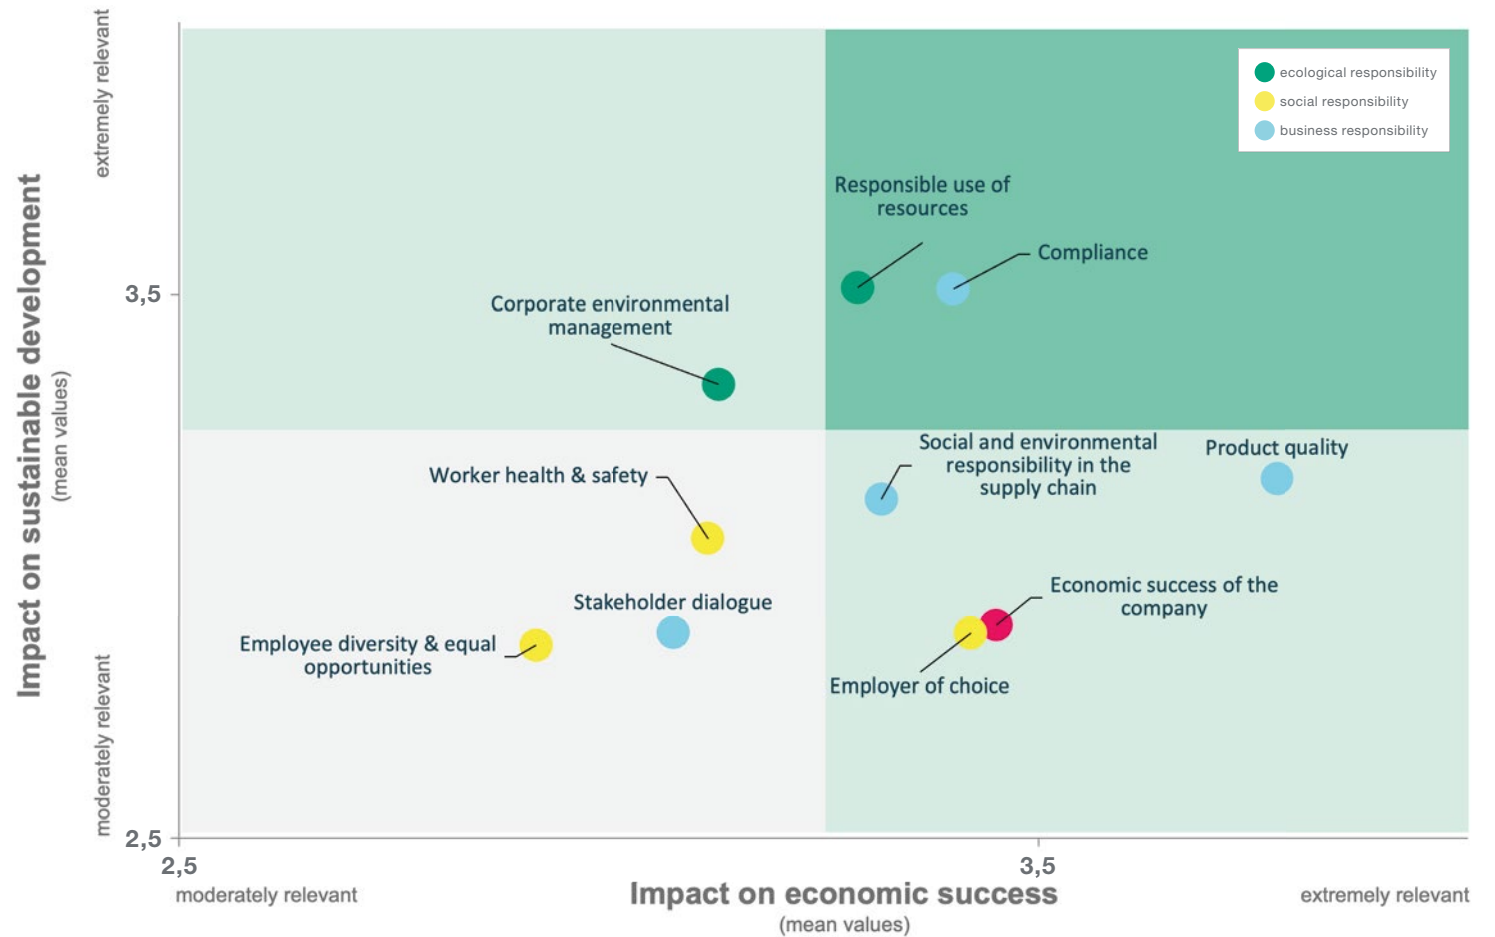 extremely relevant
ecological responsibility
social responsibility
business responsibility
Responsible use of
resources
Compliance
3,5
Corporate environmental
management
Impact on sustainable development
(mean values)
Social and environmental
responsibility in the
supply chain
Product quality
Worker health & safety
Economic success of the
company
Stakeholder dialogue
Employee diversity & equal
opportunities
Employer of choice
moderately relevant
2,5
2,5
3,5
moderately relevant
Impact on economic success
(mean values)
extremely relevant